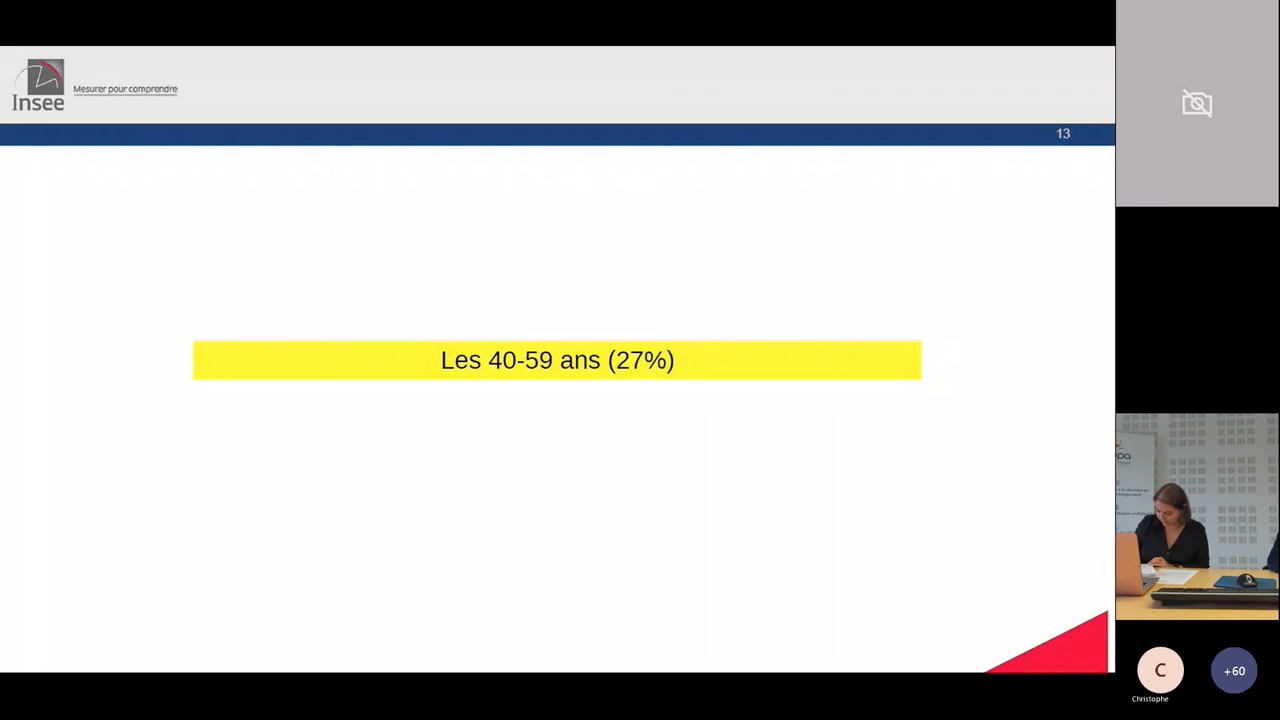 Insee
Mesurer pour comprendre
13
Les 40-59 ans (27%)
C
Christophe
+60